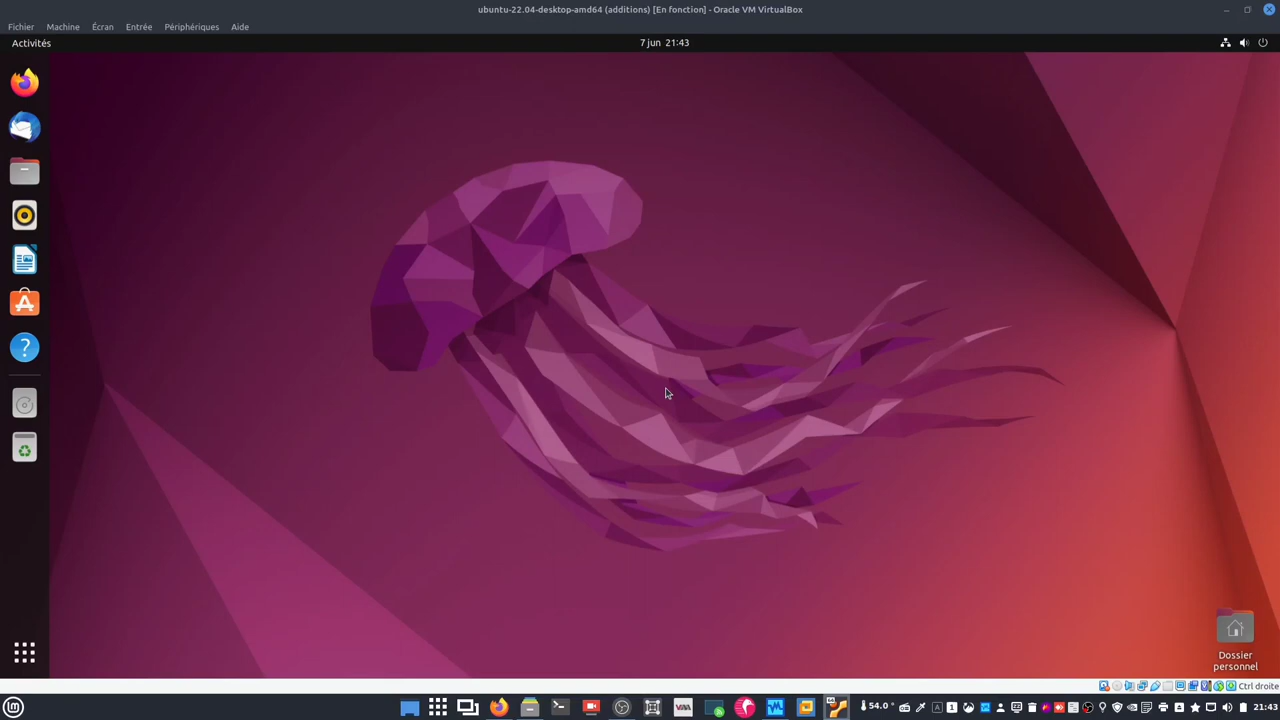 ubuntu-22.04-desktop-amd64 (additions) [En fonction] - Oracle VM VirtualBox
Fichier Machine Écran Entrée Périphériques Aide
Activités 7 jun 21:43
Dossier
personnel
Ctrl droite
54.0° 21:43